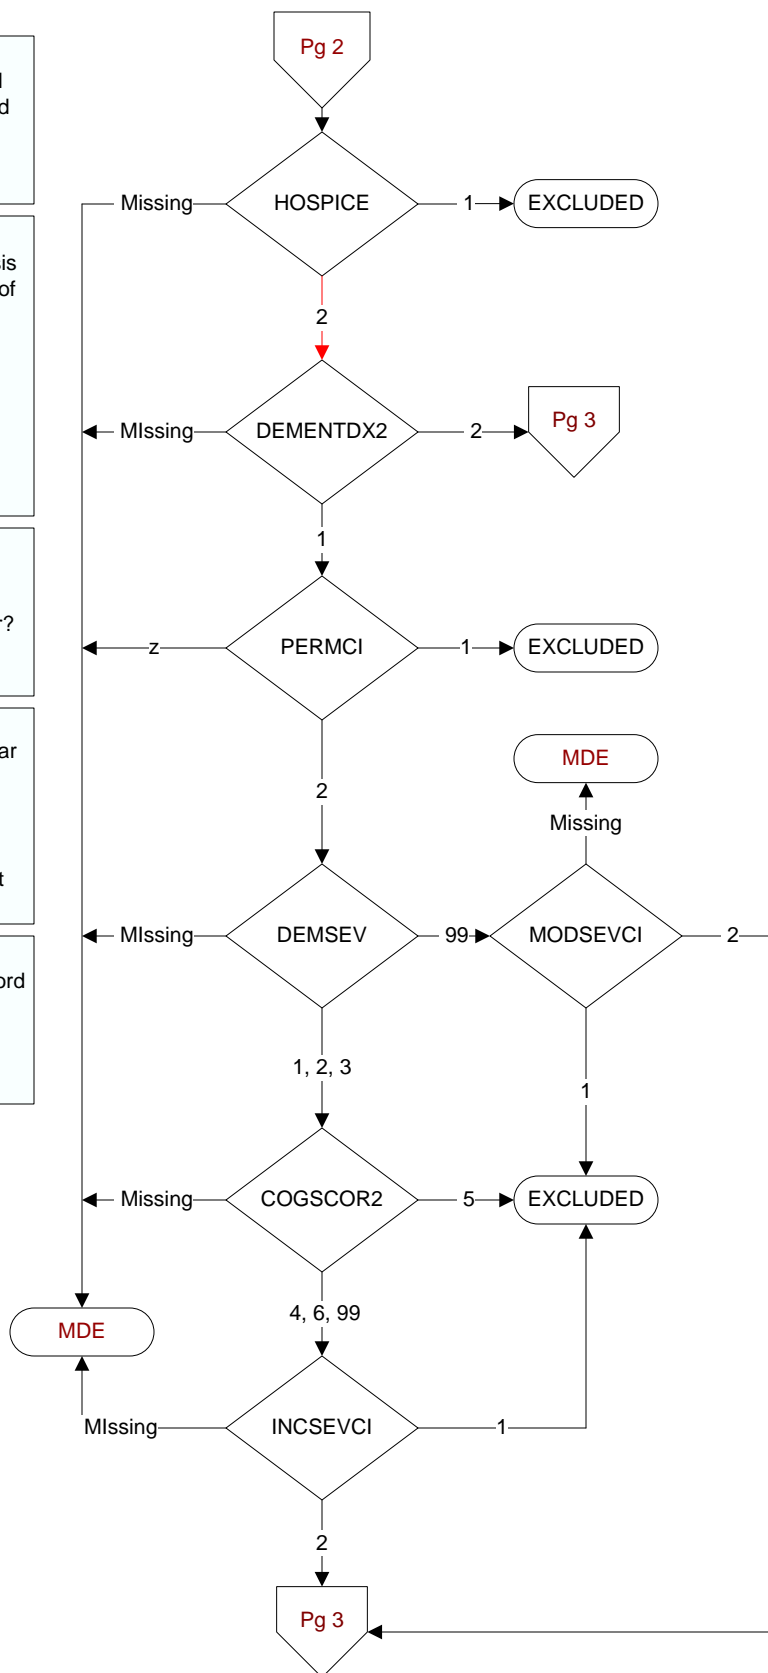 Pg 2
HOSPICE
Missing
1
EXCLUDED
2
DEMENTDX2
MIssing
2
Pg 3
1
PERMCI
z
1
EXCLUDED
2
MDE
Missing
DEMSEV
MIssing
99
MODSEVCI
2
1, 2, 3
1
COGSCOR2
Missing
5
EXCLUDED
4, 6, 99
MDE
INCSEVCI
MIssing
1
2
Pg 3
of
t